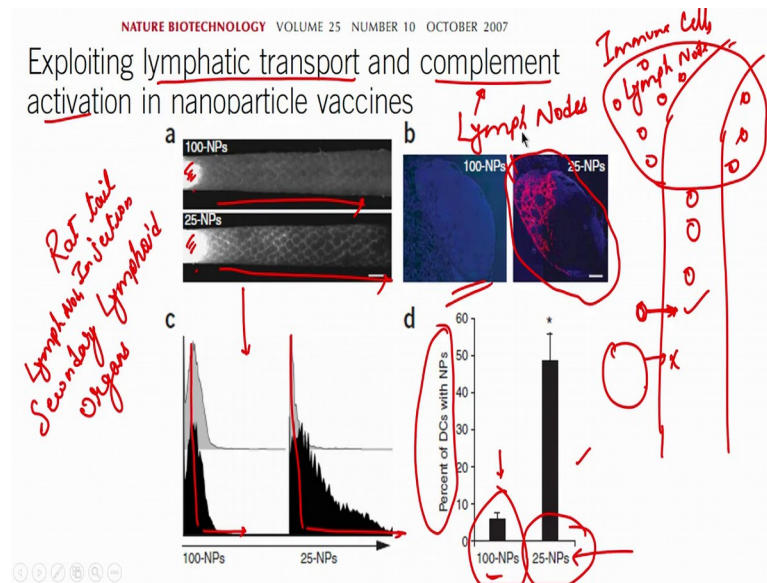 NATURE BIOTECHNOLOGY VOLUME 25 NUMBER 10 OCTOBER 2007
Exploiting lymphatic transport and complement
activation in nanoparticle vaccines
Immune Cells
Lymph Node
Lymph Nodes
a
100-NPs
25-NPs
b
100-NPs
25-NPs
Rat tail
Lymph Node Injection
Secondary Lymphoid
Organs
c
100-NPs
25-NPs
d
Percent of DCs with NPs
60
50
40
30
20
10
0
*
100-NPs
25-NPs